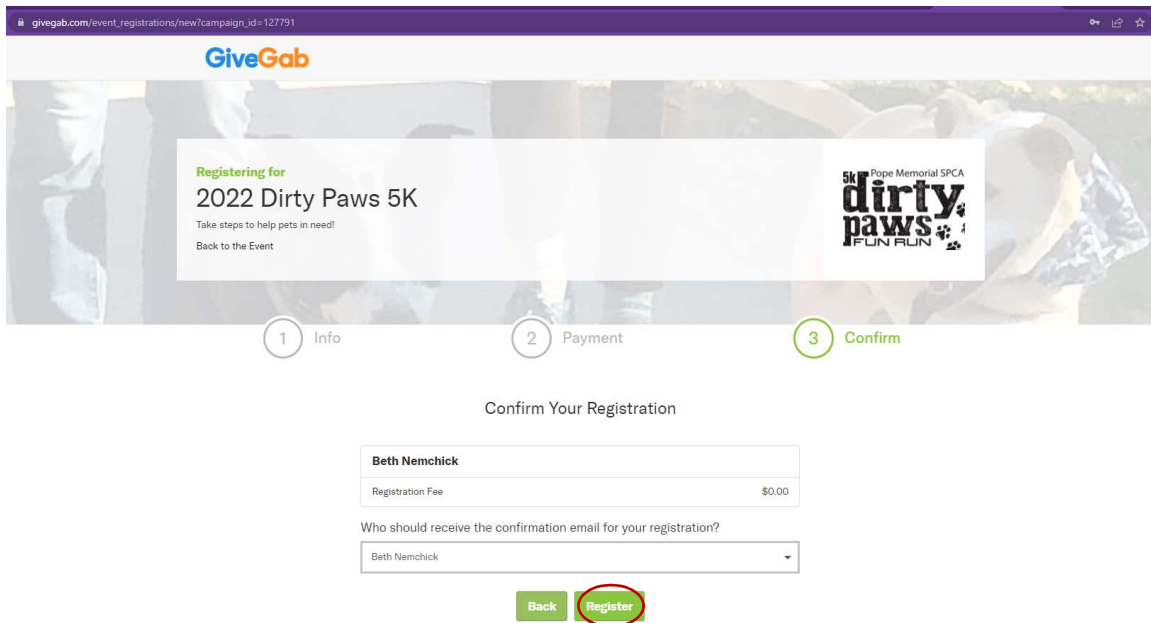 givegab.com/event_registrations/new?campaign_id=127791
GiveGab
Registering for
2022 Dirty Paws 5K
Take steps to help pets in need!
Back to the Event
5K Pope Memorial SPCA
dirty
paws
FUN RUN
1 Info
2 Payment
3 Confirm
Confirm Your Registration
Beth Nemchick
Registration Fee $0.00
Who should receive the confirmation email for your registration?
Beth Nemchick
Back Register